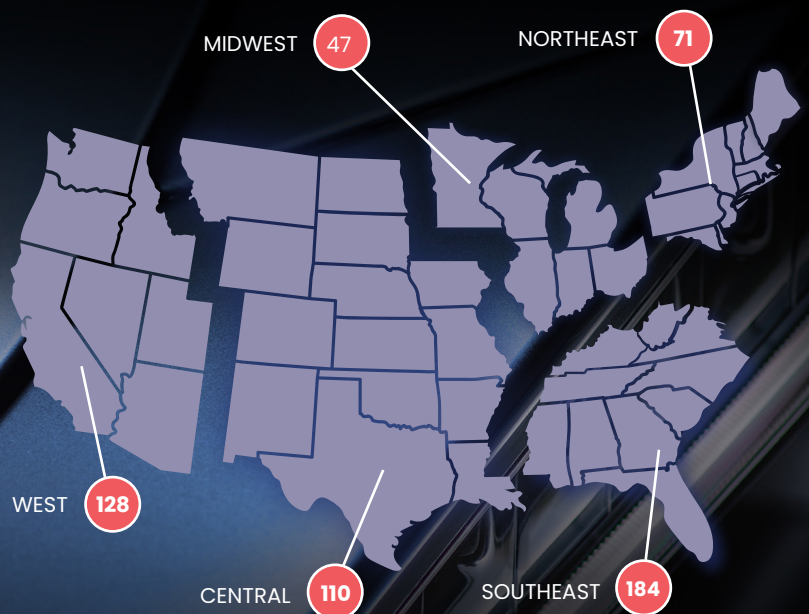 MIDWEST 47
NORTHEAST 71
WEST 128
CENTRAL 110
SOUTHEAST 184